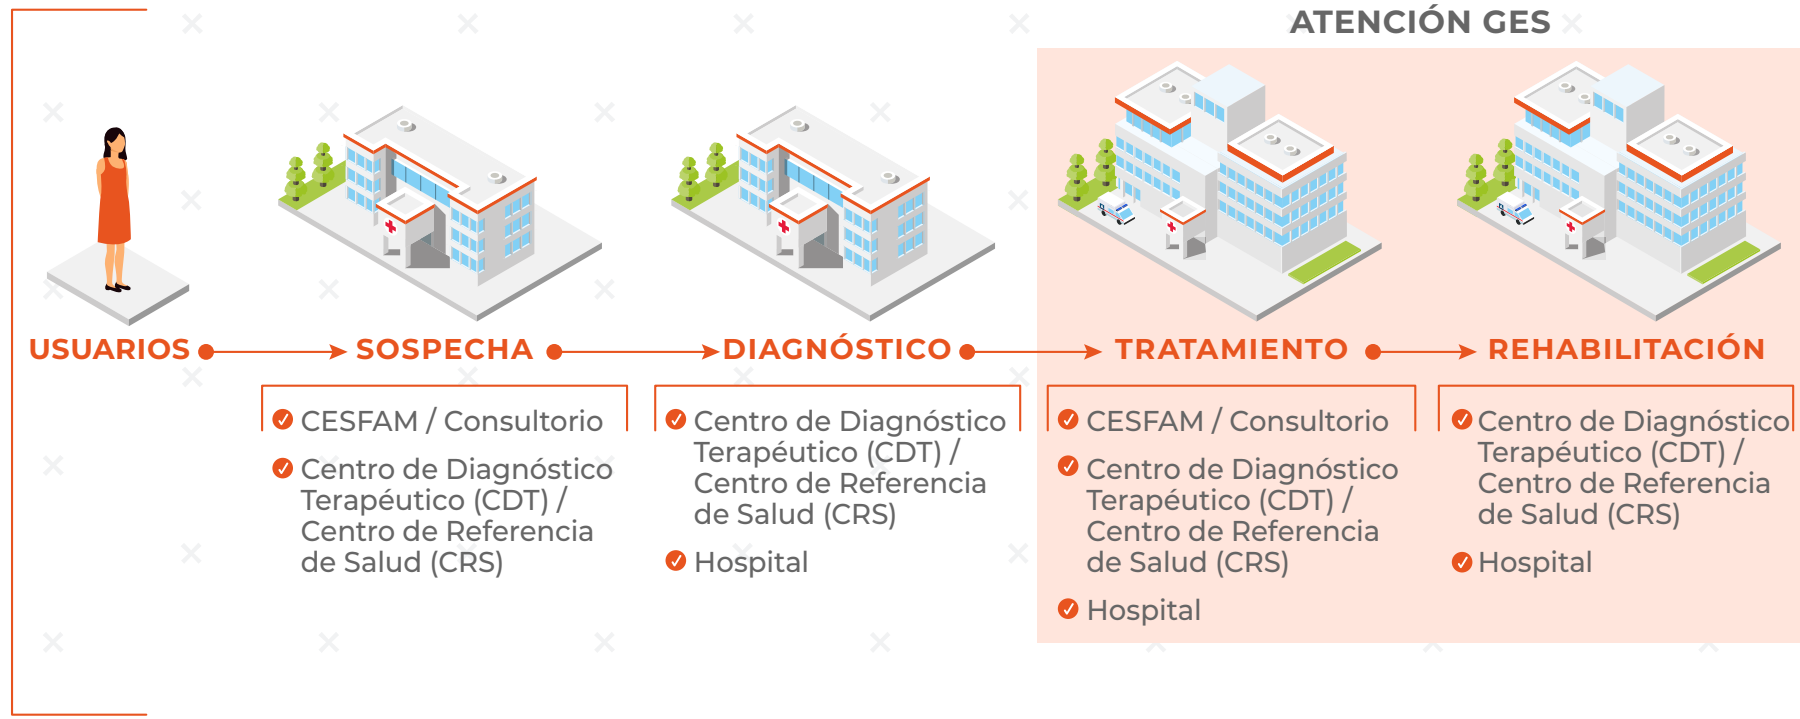 ATENCIÓN GES
USUARIOS
SOSPECHA
DIAGNÓSTICO
TRATAMIENTO
REHABILITACIÓN
CESFAM / Consultorio
Centro de Diagnóstico
Terapéutico (CDT) /
Centro de Referencia
de Salud (CRS)
Centro de Diagnóstico
Terapéutico (CDT) /
Centro de Referencia
de Salud (CRS)
Hospital
CESFAM / Consultorio
Centro de Diagnóstico
Terapéutico (CDT) /
Centro de Referencia
de Salud (CRS)
Hospital
Centro de Diagnóstico
Terapéutico (CDT) /
Centro de Referencia
de Salud (CRS)
Hospital